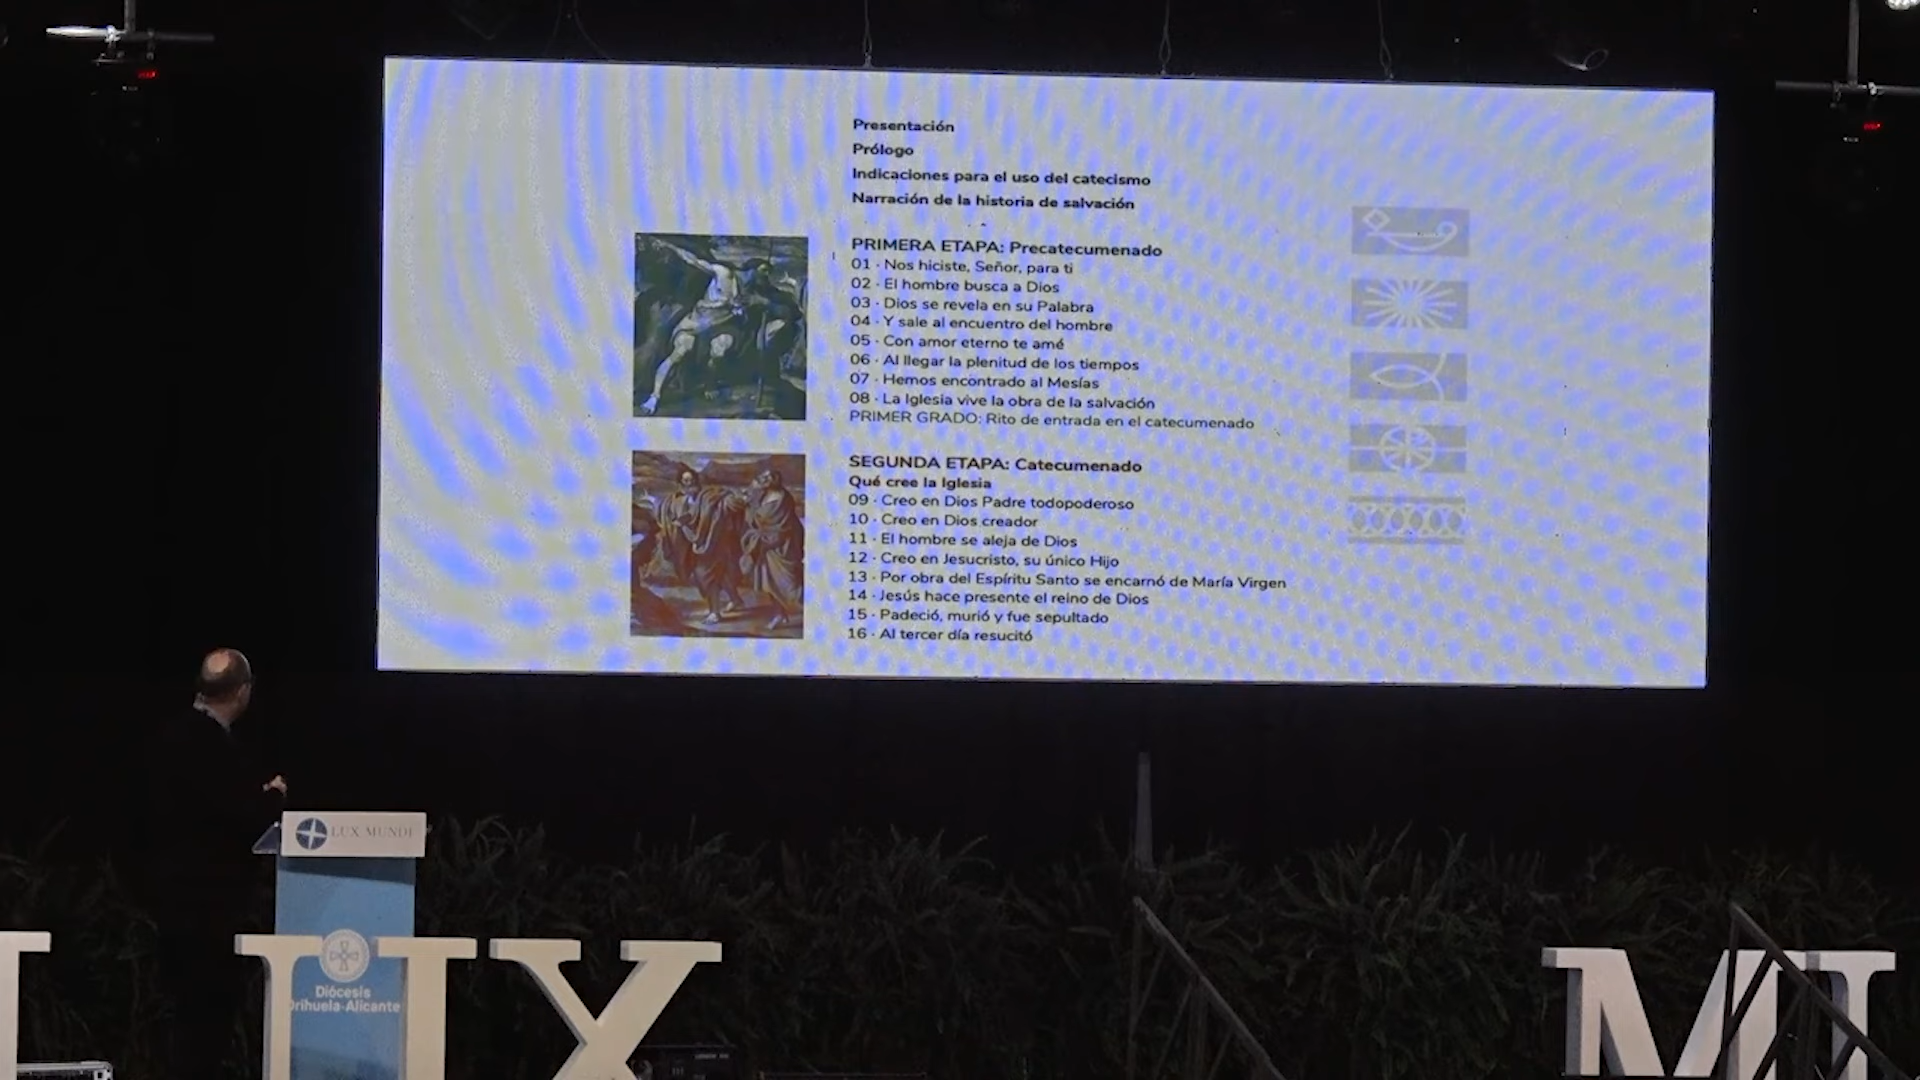 Presentación
Prólogo
Indicaciones para el uso del catecismo
Narración de la historia de salvación
PRIMERA ETAPA: Precatecumenado
01 · Nos hiciste, Señor, para ti
02 · El hombre busca a Dios
03 · Dios se revela en su Palabra
04 · Y sale al encuentro del hombre
05 · Con amor eterno te amé
06 · Al llegar la plenitud de los tiempos
07 · Hemos encontrado al Mesías
08 · La Iglesia vive la obra de la salvación
PRIMER GRADO: Rito de entrada en el catecumenado
SEGUNDA ETAPA: Catecumenado
Qué cree la Iglesia
09 · Creo en Dios Padre todopoderoso
10 · Creo en Dios creador
11 · El hombre se aleja de Dios
12 · Creo en Jesucristo, su único Hijo
13 · Por obra del Espíritu Santo se encarnó de María Virgen
14 · Jesús hace presente el reino de Dios
15 · Padeció, murió y fue sepultado
16 · Al tercer día resucitó
LUX MUNDI
Diócesis
Orihuela-Alicante
LUX MU